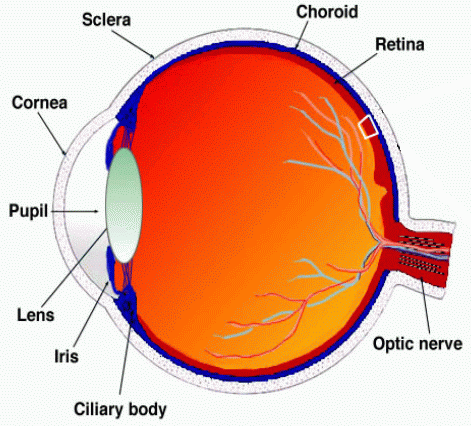 Choroid
Sclera
Retina
Cornea
Pupil
Lens
Iris
Optic nerve
Ciliary body